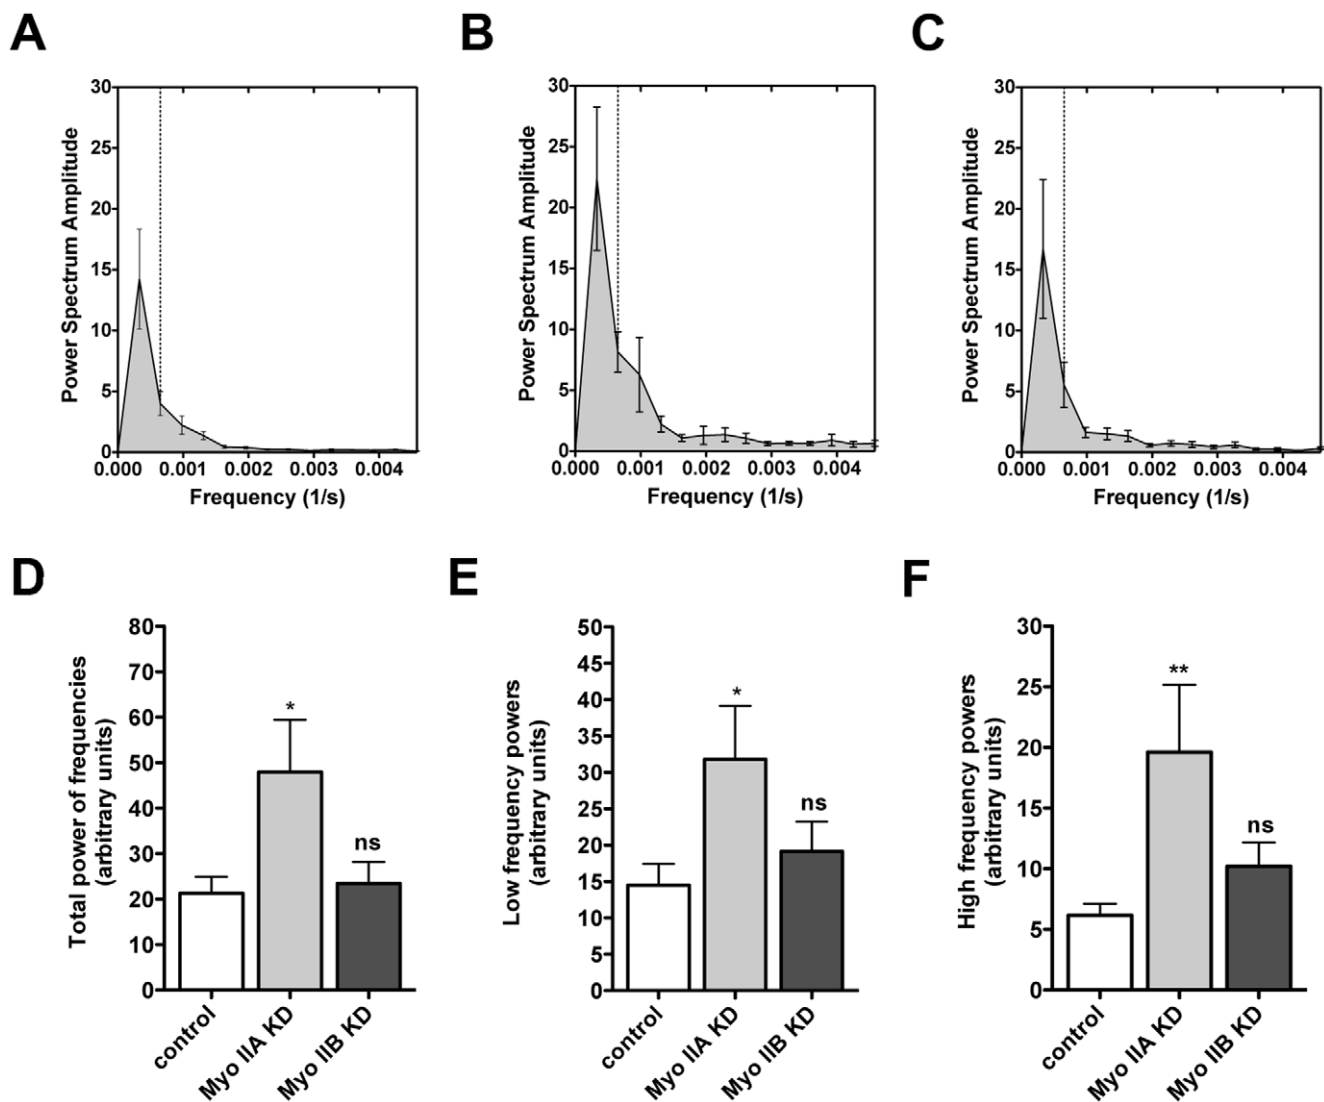 A
B
C
30
25
20
15
10
5
0
0.000 0.001 0.002 0.003 0.004
Power Spectrum Amplitude
Frequency (1/s)
30
25
20
15
10
5
0
0.000 0.001 0.002 0.003 0.004
Power Spectrum Amplitude
Frequency (1/s)
30
25
20
15
10
5
0
0.000 0.001 0.002 0.003 0.004
Power Spectrum Amplitude
Frequency (1/s)
D
E
F
Total power of frequencies
(arbitrary units)
80
70
60
50
40
30
20
10
0
*
ns
control
Myo IIA KD
Myo IIB KD
Low frequency powers
(arbitrary units)
50
45
40
35
30
25
20
15
10
5
0
*
ns
control
Myo IIA KD
Myo IIB KD
High frequency powers
(arbitrary units)
30
25
20
15
10
5
0
**
ns
control
Myo IIA KD
Myo IIB KD